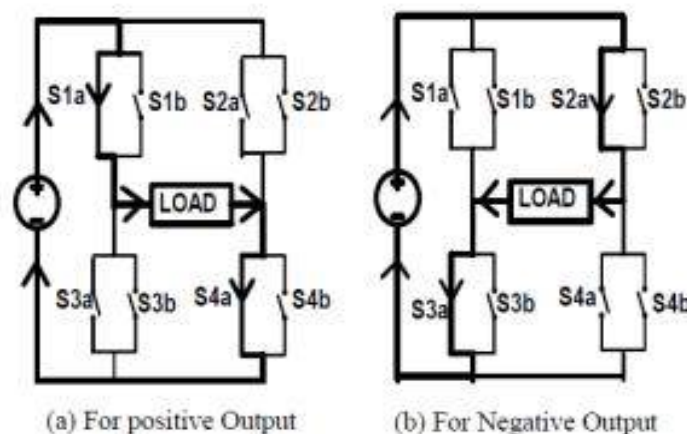 S1a S1b S2a S2b
+
LOAD
-
S3a S3b S4a S4b
(a) For positive Output
S1a S1b S2a S2b
+
LOAD
-
S3a S3b S4a S4b
(b) For Negative Output